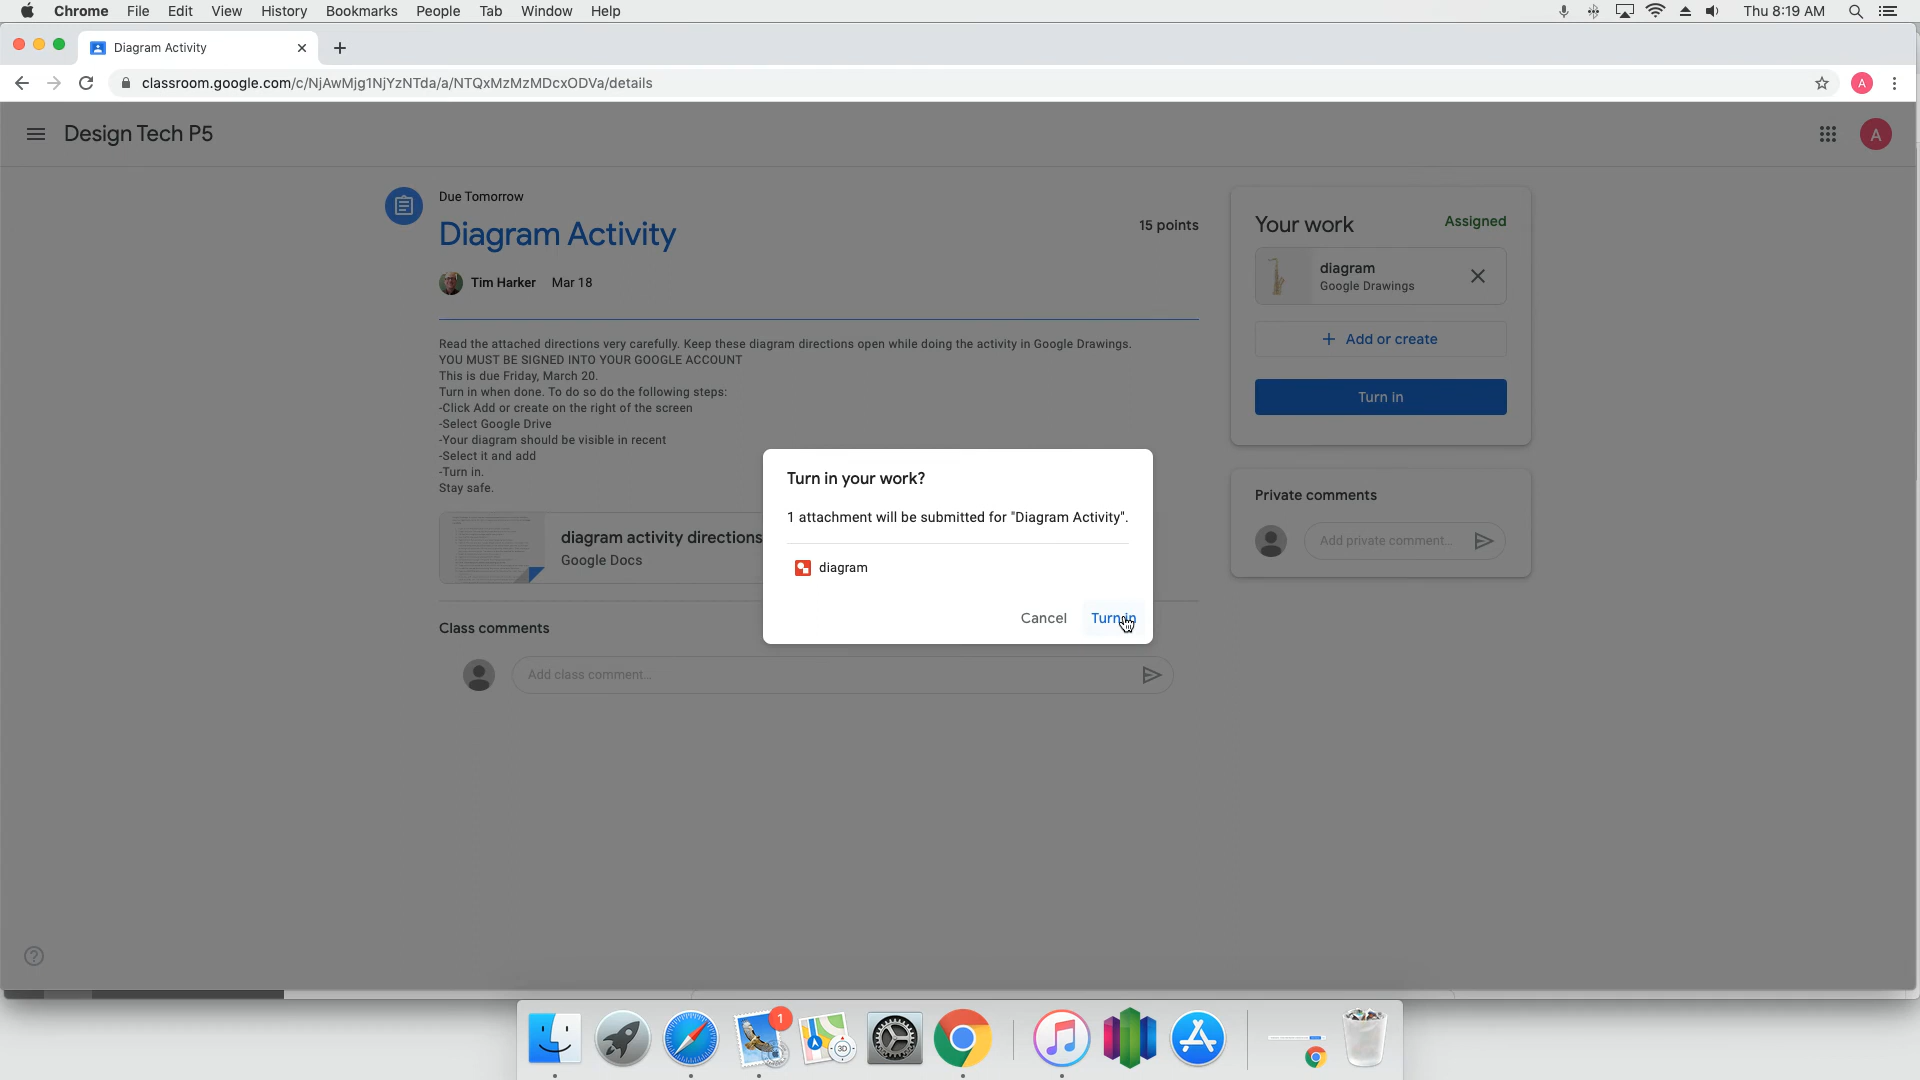 Chrome File Edit View History Bookmarks People Tab Window Help
Thu 8:19 AM
Diagram Activity
classroom.google.com/c/NjAwMjg1NjYzNTda/a/NTQxMzMzMDcxODVa/details
A
Design Tech P5
A
Due Tomorrow
Diagram Activity
15 points
Tim Harker Mar 18
Read the attached directions very carefully. Keep these diagram directions open while doing the activity in Google Drawings.
YOU MUST BE SIGNED INTO YOUR GOOGLE ACCOUNT
This is due Friday, March 20.
Turn in when done. To do so do the following steps:
-Click Add or create on the right of the screen
-Select Google Drive
-Your diagram should be visible in recent
-Select it and add
-Turn in.
Stay safe.
diagram activity directions
Google Docs
Class comments
Add class comment...
Your work
Assigned
diagram
Google Drawings
+ Add or create
Turn in
Private comments
Add private comment...
Turn in your work?
1 attachment will be submitted for "Diagram Activity".
diagram
Cancel
Turn in
1
3D